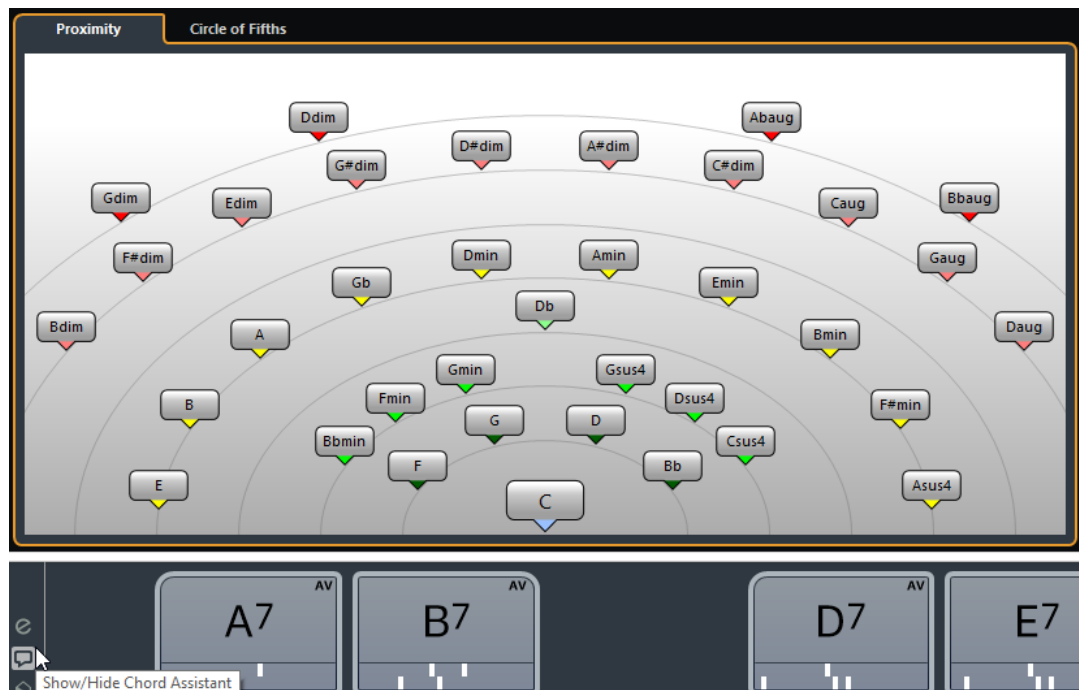 Proximity
Circle of Fifths
Ddim
Abaug
D#dim
A#dim
G#dim
C#dim
Gdim
Edim
Caug
Bbaug
F#dim
Dmin
Amin
Gaug
Gb
Emin
Db
Bdim
A
Bmin
Daug
Gmin
Gsus4
Fmin
Dsus4
B
F#min
G
D
Bbmin
Csus4
F
Bb
E
C
Asus4
AV
AV
AV
A7
B7
D7
E7
e
Show/Hide Chord Assistant